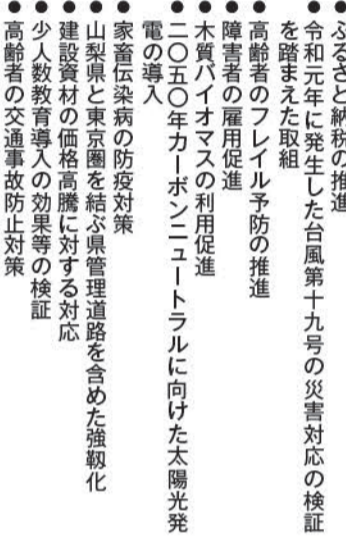 ●ふるさと納税の推進
●令和元年に発生した台風第十九号の災害対応の検証
を踏まえた取組
●高齢者のフレイル予防の推進
●障害者の雇用促進
●木質バイオマスの利用促進
●二〇五〇年カーボンニュートラルに向けた太陽光発
電の導入
●家畜伝染病の防疫対策
●山梨県と東京圏を結ぶ県管理道路を含めた強靱化
●建設資材の価格高騰に対する対応
●少人数教育導入の効果等の検証
●高齢者の交通事故防止対策